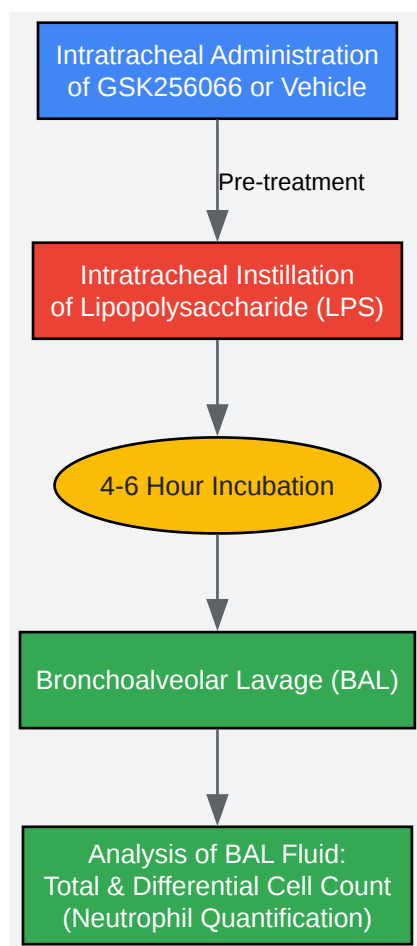 Intratracheal Administration
of GSK256066 or Vehicle
Pre-treatment
Intratracheal Instillation
of Lipopolysaccharide (LPS)
4-6 Hour Incubation
Bronchoalveolar Lavage (BAL)
Analysis of BAL Fluid:
Total & Differential Cell Count
(Neutrophil Quantification)